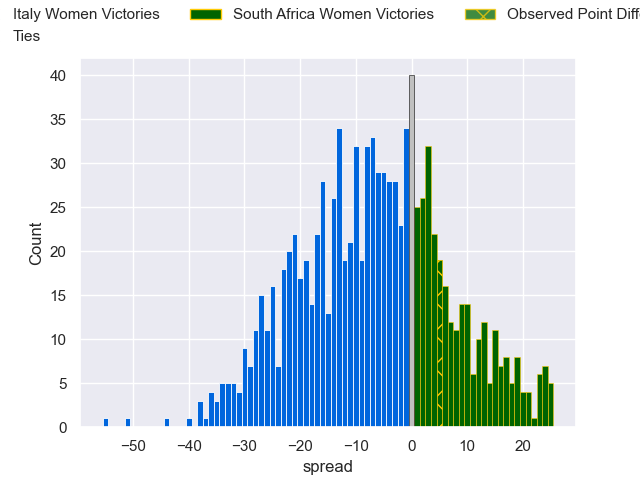 Italy Women Victories South Africa Women Victories Observed Point
Ties
40
35
30
25
20
15
10
5
0
Count
−50 −40 −30 −20 −10 0 10 20
spread